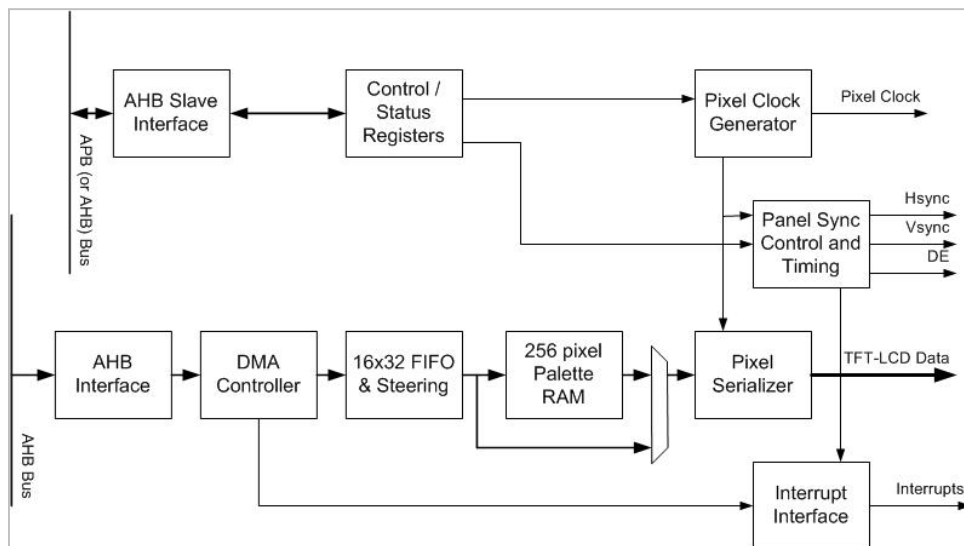 AHB Slave
Interface
Control /
Status
Registers
Pixel Clock
Generator
Pixel Clock
APB (or AHB) Bus
Hsync
Panel Sync
Control and
Timing
Vsync
DE
AHB
Interface
DMA
Controller
16x32 FIFO
& Steering
256 pixel
Palette
RAM
Pixel
Serializer
TFT-LCD Data
AHB Bus
Interrupt
Interface
Interrupts